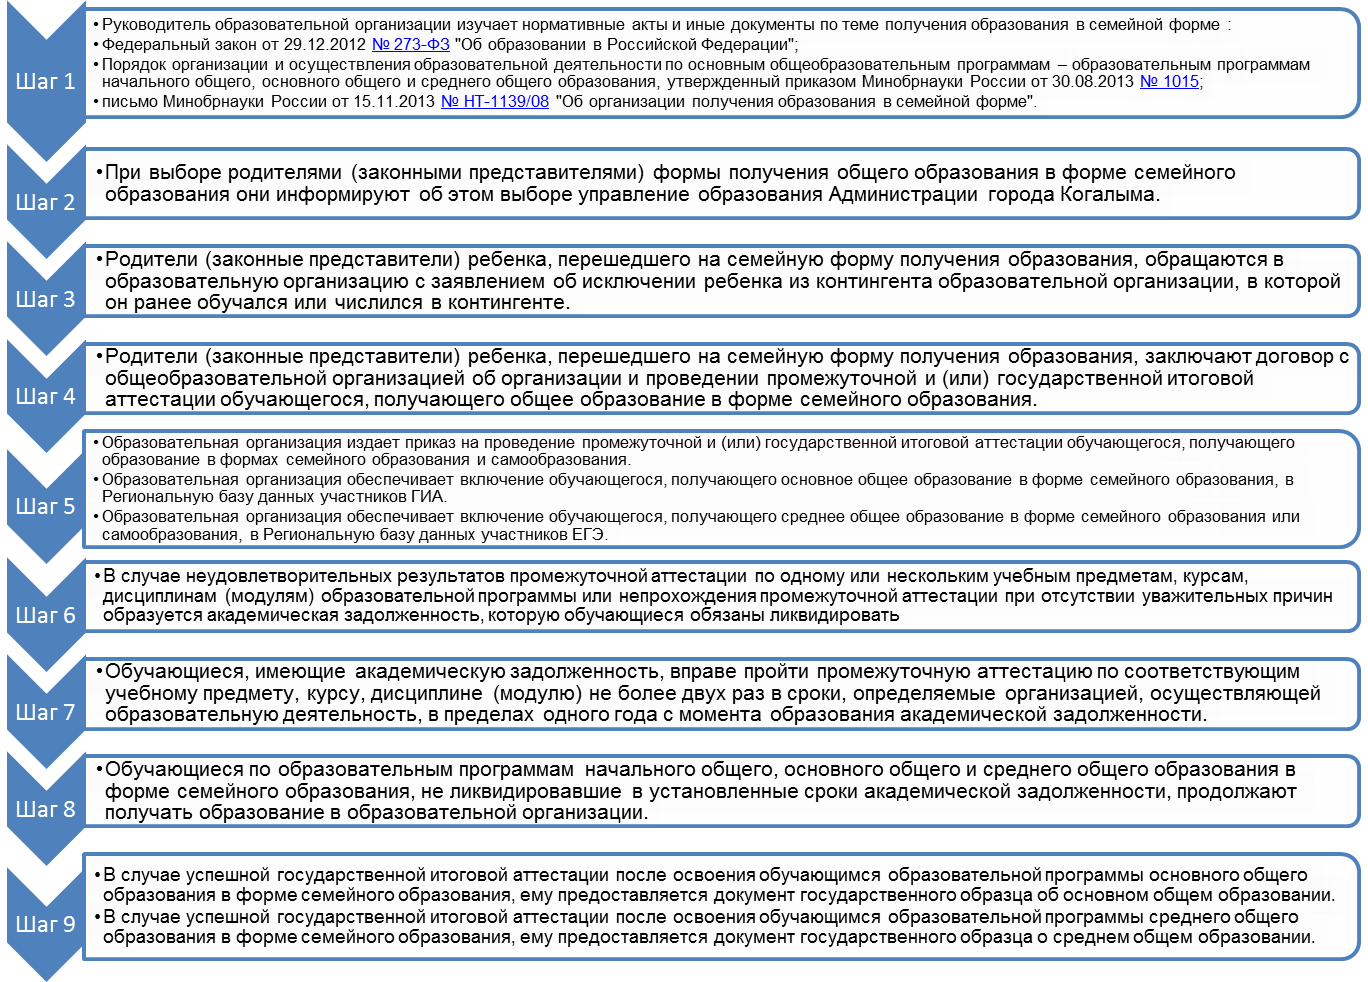 Шаг 1
• Руководитель образовательной организации изучает нормативные акты и иные документы по теме получения образования в семейной форме :
• Федеральный закон от 29.12.2012 № 273-ФЗ "Об образовании в Российской Федерации";
• Порядок организации и осуществления образовательной деятельности по основным общеобразовательным программам – образовательным программам
начального общего, основного общего и среднего общего образования, утвержденный приказом Минобрнауки России от 30.08.2013 № 1015;
• письмо Минобрнауки России от 15.11.2013 № НТ-1139/08 "Об организации получения образования в семейной форме".
Шаг 2
• При выборе родителями (законными представителями) формы получения общего образования в форме семейного
образования они информируют об этом выборе управление образования Администрации города Когалыма.
Шаг 3
• Родители (законные представители) ребенка, перешедшего на семейную форму получения образования, обращаются в
образовательную организацию с заявлением об исключении ребенка из контингента образовательной организации, в которой
он ранее обучался или числился в контингенте.
Шаг 4
• Родители (законные представители) ребенка, перешедшего на семейную форму получения образования, заключают договор с
общеобразовательной организацией об организации и проведении промежуточной и (или) государственной итоговой
аттестации обучающегося, получающего общее образование в форме семейного образования.
Шаг 5
• Образовательная организация издает приказ на проведение промежуточной и (или) государственной итоговой аттестации обучающегося, получающего
образование в формах семейного образования и самообразования.
• Образовательная организация обеспечивает включение обучающегося, получающего основное общее образование в форме семейного образования, в
Региональную базу данных участников ГИА.
• Образовательная организация обеспечивает включение обучающегося, получающего среднее общее образование в форме семейного образования или
самообразования, в Региональную базу данных участников ЕГЭ.
Шаг 6
• В случае неудовлетворительных результатов промежуточной аттестации по одному или нескольким учебным предметам, курсам,
дисциплинам (модулям) образовательной программы или непрохождения промежуточной аттестации при отсутствии уважительных причин
образуется академическая задолженность, которую обучающиеся обязаны ликвидировать
Шаг 7
• Обучающиеся, имеющие академическую задолженность, вправе пройти промежуточную аттестацию по соответствующим
учебному предмету, курсу, дисциплине (модулю) не более двух раз в сроки, определяемые организацией, осуществляющей
образовательную деятельность, в пределах одного года с момента образования академической задолженности.
Шаг 8
• Обучающиеся по образовательным программам начального общего, основного общего и среднего общего образования в
форме семейного образования, не ликвидировавшие в установленные сроки академической задолженности, продолжают
получать образование в образовательной организации.
Шаг 9
• В случае успешной государственной итоговой аттестации после освоения обучающимся образовательной программы основного общего
образования в форме семейного образования, ему предоставляется документ государственного образца об основном общем образовании.
• В случае успешной государственной итоговой аттестации после освоения обучающимся образовательной программы среднего общего
образования в форме семейного образования, ему предоставляется документ государственного образца о среднем общем образовании.